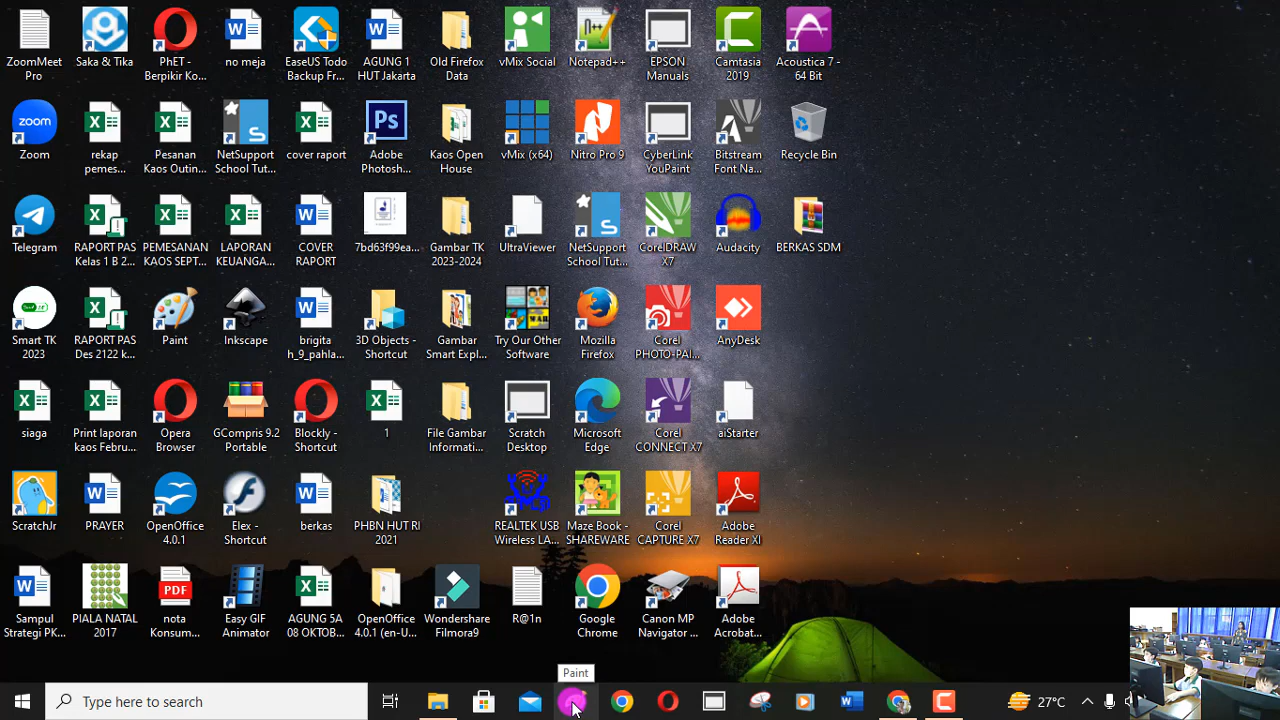 ZoomMeet
Pro
Saka & Tika
PhET -
Berpikir Ko...
no meja
EaseUS Todo
Backup Fr...
AGUNG 1
HUT Jakarta
Old Firefox
Data
vMix Social
Notepad++
EPSON
Manuals
Camtasia
2019
Acoustica 7 -
64 Bit
zoom
Zoom
rekap
pemes...
Pesanan
Kaos Outin...
NetSupport
School Tut...
cover raport
Adobe
Photosh...
Kaos Open
House
vMix (x64)
Nitro Pro 9
CyberLink
YouPaint
Bitstream
Font Na...
Recycle Bin
Telegram
RAPORT PAS
Kelas 1 B 2...
PEMESANAN
KAOS SEPT...
LAPORAN
KEUANGA...
COVER
RAPORT
7bd63f99ea...
Gambar TK
2023-2024
UltraViewer
NetSupport
School Tut...
CorelDRAW
X7
Audacity
BERKAS SDM
Smart TK
2023
RAPORT PAS
Des 2122 k...
Paint
Inkscape
brigita
h_9_pahla...
3D Objects -
Shortcut
Gambar
Smart Expl...
Try Our Other
Software
Mozilla
Firefox
Corel
PHOTO-PAI...
AnyDesk
siaga
Print laporan
kaos Febru...
Opera
Browser
GCompris 9.2
Portable
Blockly -
Shortcut
1
File Gambar
Informati...
Scratch
Desktop
Microsoft
Edge
Corel
CONNECT X7
aiStarter
ScratchJr
PRAYER
OpenOffice
4.0.1
Elex -
Shortcut
berkas
PHBN HUT RI
2021
REALTEK USB
Wireless LA...
Maze Book -
SHAREWARE
Corel
CAPTURE X7
Adobe
Reader XI
Sampul
Strategi PK...
PIALA NATAL
2017
PDF
nota
Konsum...
Easy GIF
Animator
AGUNG 5A
08 OKTOB...
OpenOffice
4.0.1 (en-U...
Wondershare
Filmora9
R@1n
Google
Chrome
Canon MP
Navigator ...
Adobe
Acrobat...
Paint
Type here to search
27°C